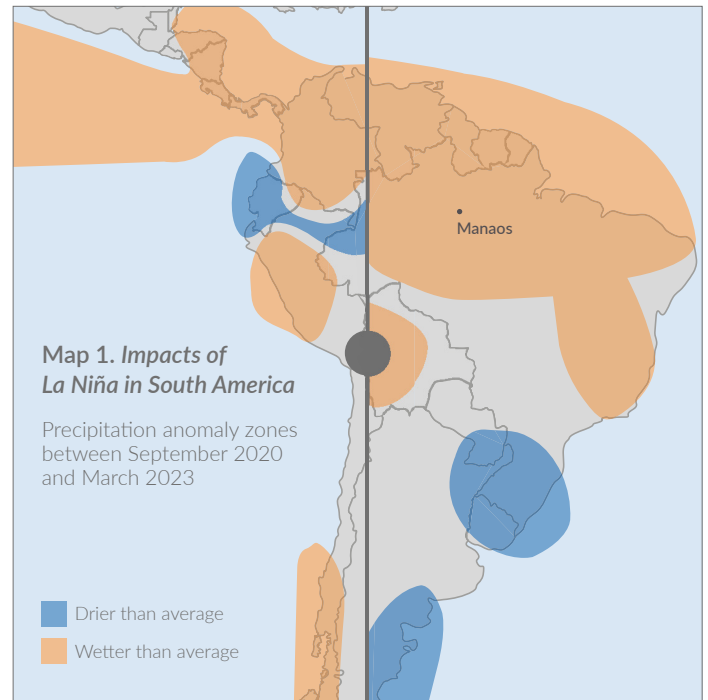 Manaos
Map 1. Impacts of
La Niña in South America
Precipitation anomaly zones
between September 2020
and March 2023
Drier than average
Wetter than average